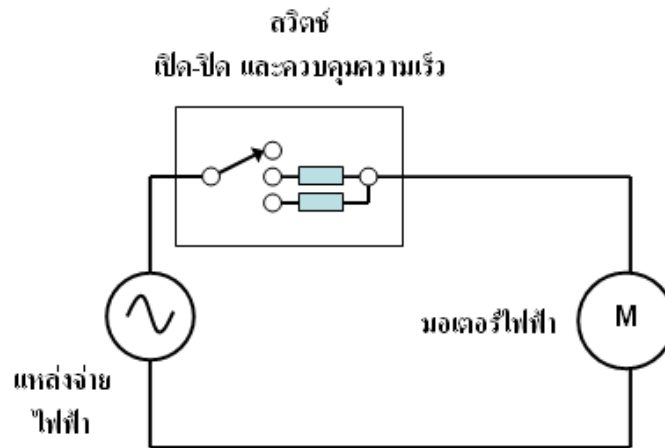 สวิตช์
เปิด-ปิด และควบคุมความเร็ว
มอเตอร์ไฟฟ้า
M
แหล่งจ่าย
ไฟฟ้า